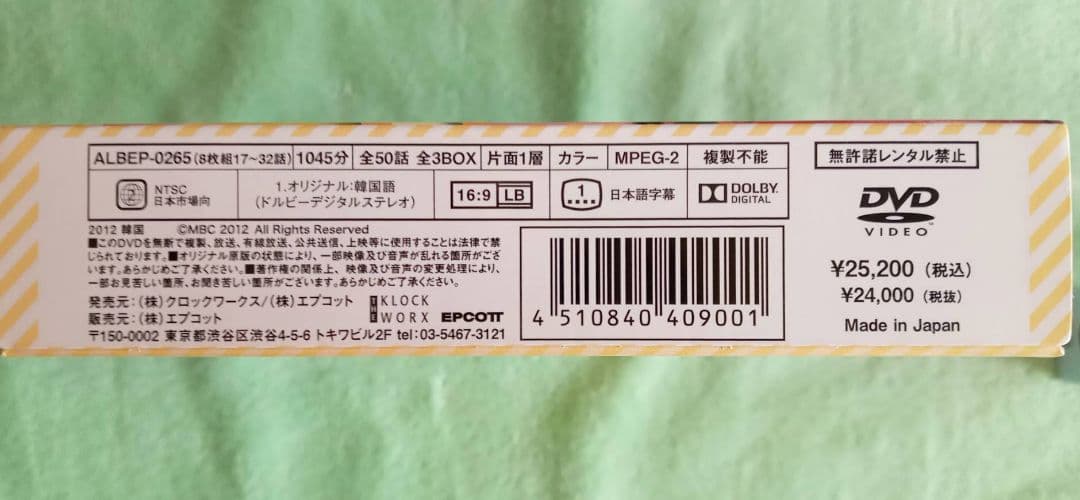 ALBEP-0265(8枚組17~32話) 1045分 全50話 全3BOX 片面1層 カラー MPEG-2 複製不能
無許諾レンタル禁止
2 NTSC 日本市場向
1.オリジナル:韓国語
(ドルビーデジタルステレオ)
16:9 LB
1 日本語字幕
DOLBY DIGITAL
DVD
VIDEO
2012 韓国 ©MBC 2012 All Rights Reserved
■このDVDを無断で複製、放送、有線放送、公共送信、上映等に使用することは法律で禁
じられております。■オリジナル原版の状態により、一部映像及び音声が乱れる箇所がござ
います。あらかじめご了承ください。■著作権の関係上、映像及び音声の変更処理により、
一部お見苦しい箇所、お聞き苦しい箇所がございます。あらかじめご了承ください。
発売元:(株)クロックワークス/(株)エプコット
販売元:(株)エプコット
THE KLOCK WORX EPCOTT
〒150-0002 東京都渋谷区渋谷4-5-6 トキワビル2F tel:03-5467-3121
4 510840 409001
¥25,200 (税込)
¥24,000 (税抜)
Made in Japan